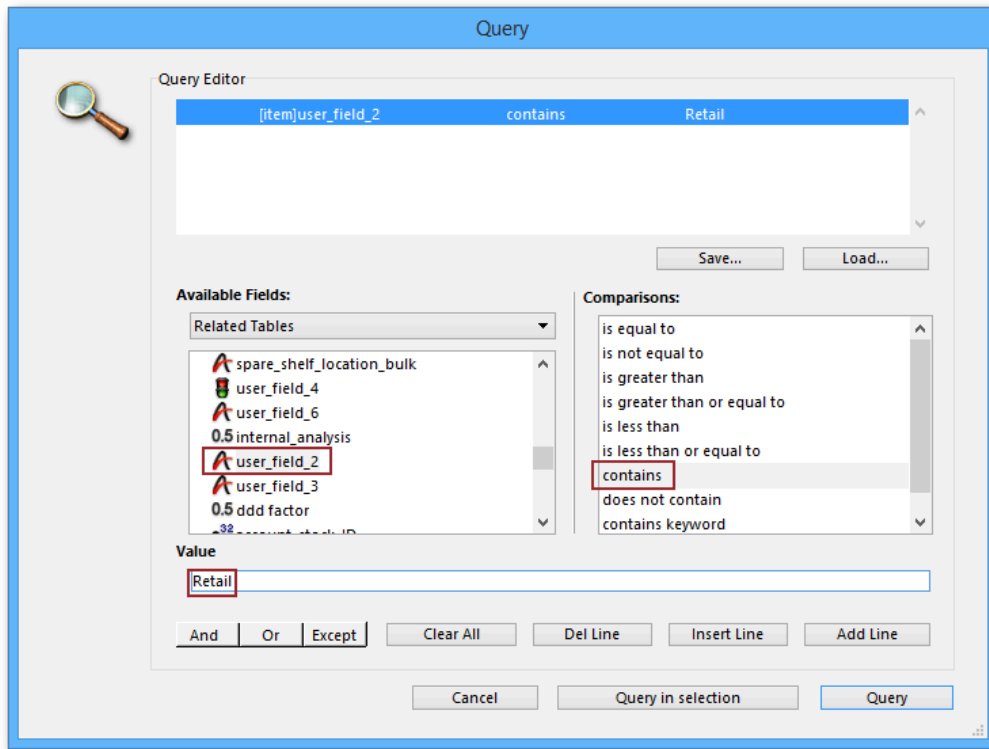 Query
Query Editor
[item]user_field_2 contains Retail
Save... Load...
Available Fields:
Related Tables
spare_shelf_location_bulk
user_field_4
user_field_6
0.5 internal_analysis
user_field_2
user_field_3
0.5 ddd factor
Comparisons:
is equal to
is not equal to
is greater than
is greater than or equal to
is less than
is less than or equal to
contains
does not contain
contains keyword
Value
Retail
And Or Except Clear All Del Line Insert Line Add Line
Cancel Query in selection Query